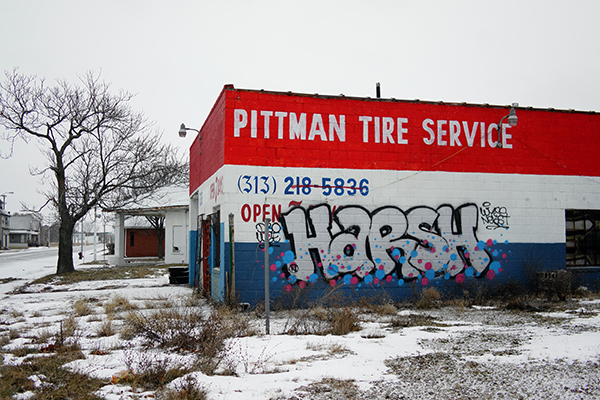 PITTMAN TIRE SERVICE
(313) 218-5836
OPEN
HARSH